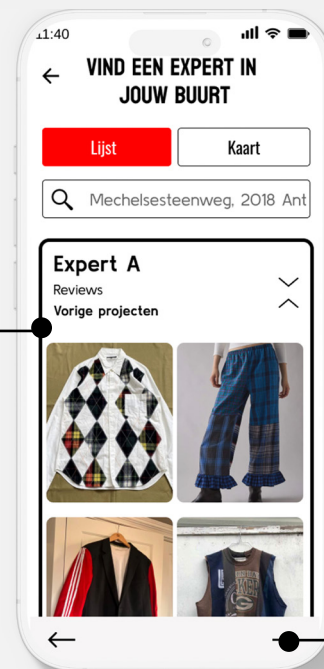 11:40
VIND EEN EXPERT IN
JOUW BUURT
Lijst
Kaart
Mechelsesteenweg, 2018 Ant
Expert A
Reviews
Vorige projecten